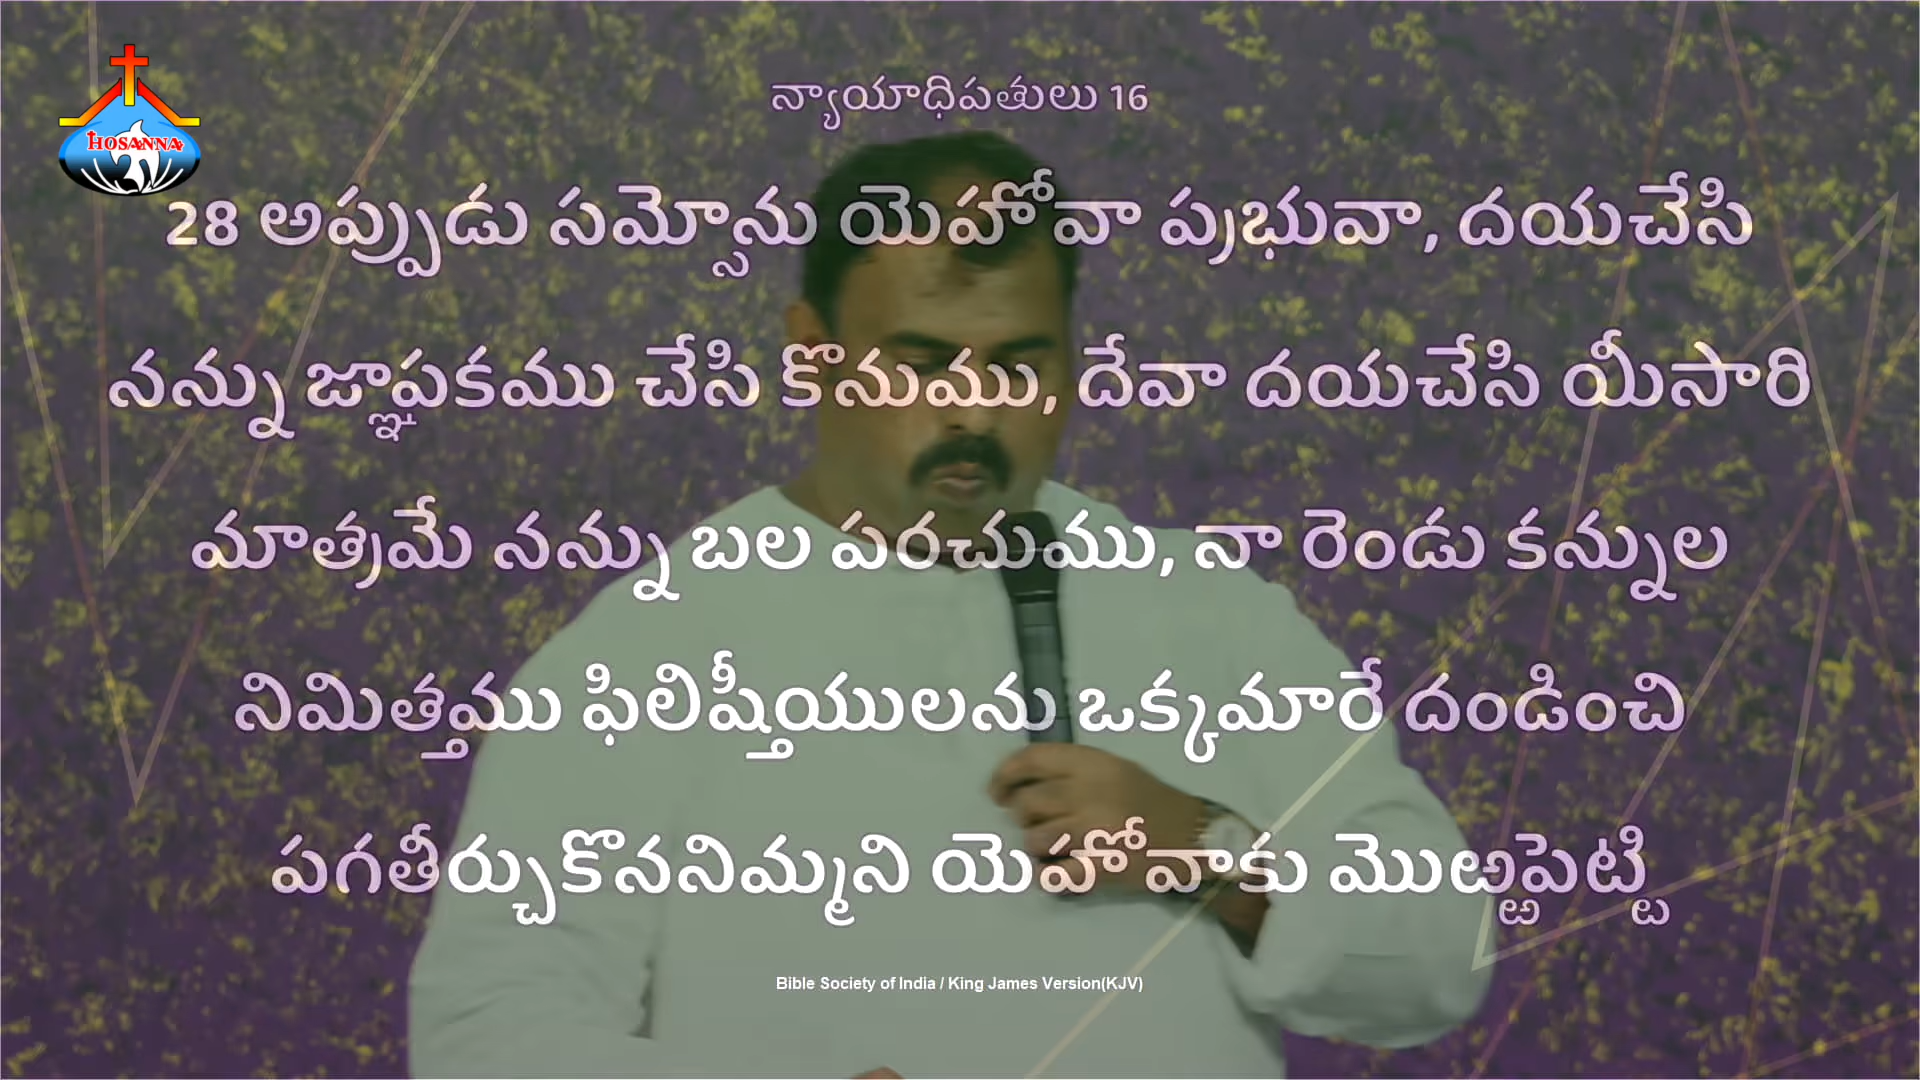 HOSANNA
న్యాయాధిపతులు 16
28 అప్పుడు సమ్సోను యెహోవా ప్రభువా, దయచేసి
నన్ను జ్ఞాపకము చేసి కొనుము, దేవా దయచేసి యీసారి
మాత్రమే నన్ను బల పరచుము, నా రెండు కన్నుల
నిమిత్తము ఫిలిష్తీయులను ఒక్కమారే దండించి
పగతీర్చుకొననిమ్మని యెహోవాకు మొఱ్ఱపెట్టి
Bible Society of India / King James Version(KJV)